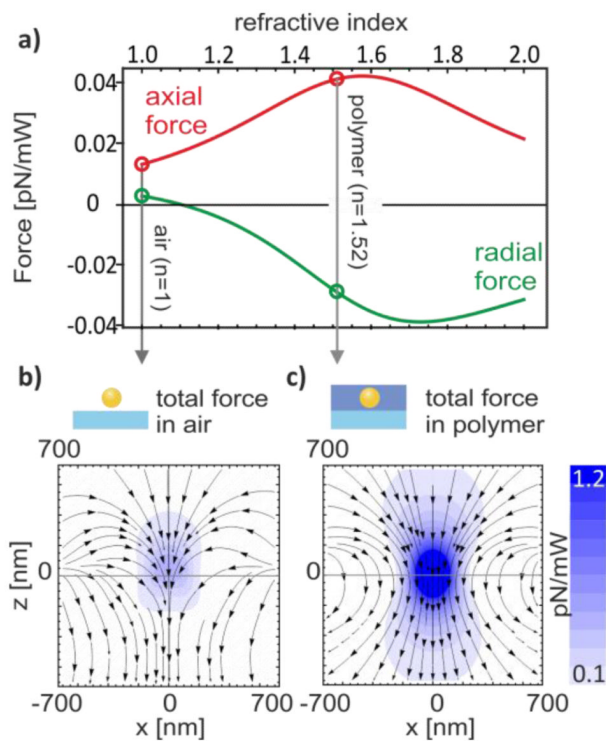 a)
refractive index
1.0 1.2 1.4 1.6 1.8 2.0
Force [pN/mW]
0.04
0.02
0
-0.02
-0.04
axial
force
polymer (n=1.52)
air (n=1)
radial
force
b)
total force
in air
c)
total force
in polymer
700
0
-700
z [nm]
-700 0 700
x [nm]
700
0
-700 0 700
x [nm]
1.2
0.1
pN/mW